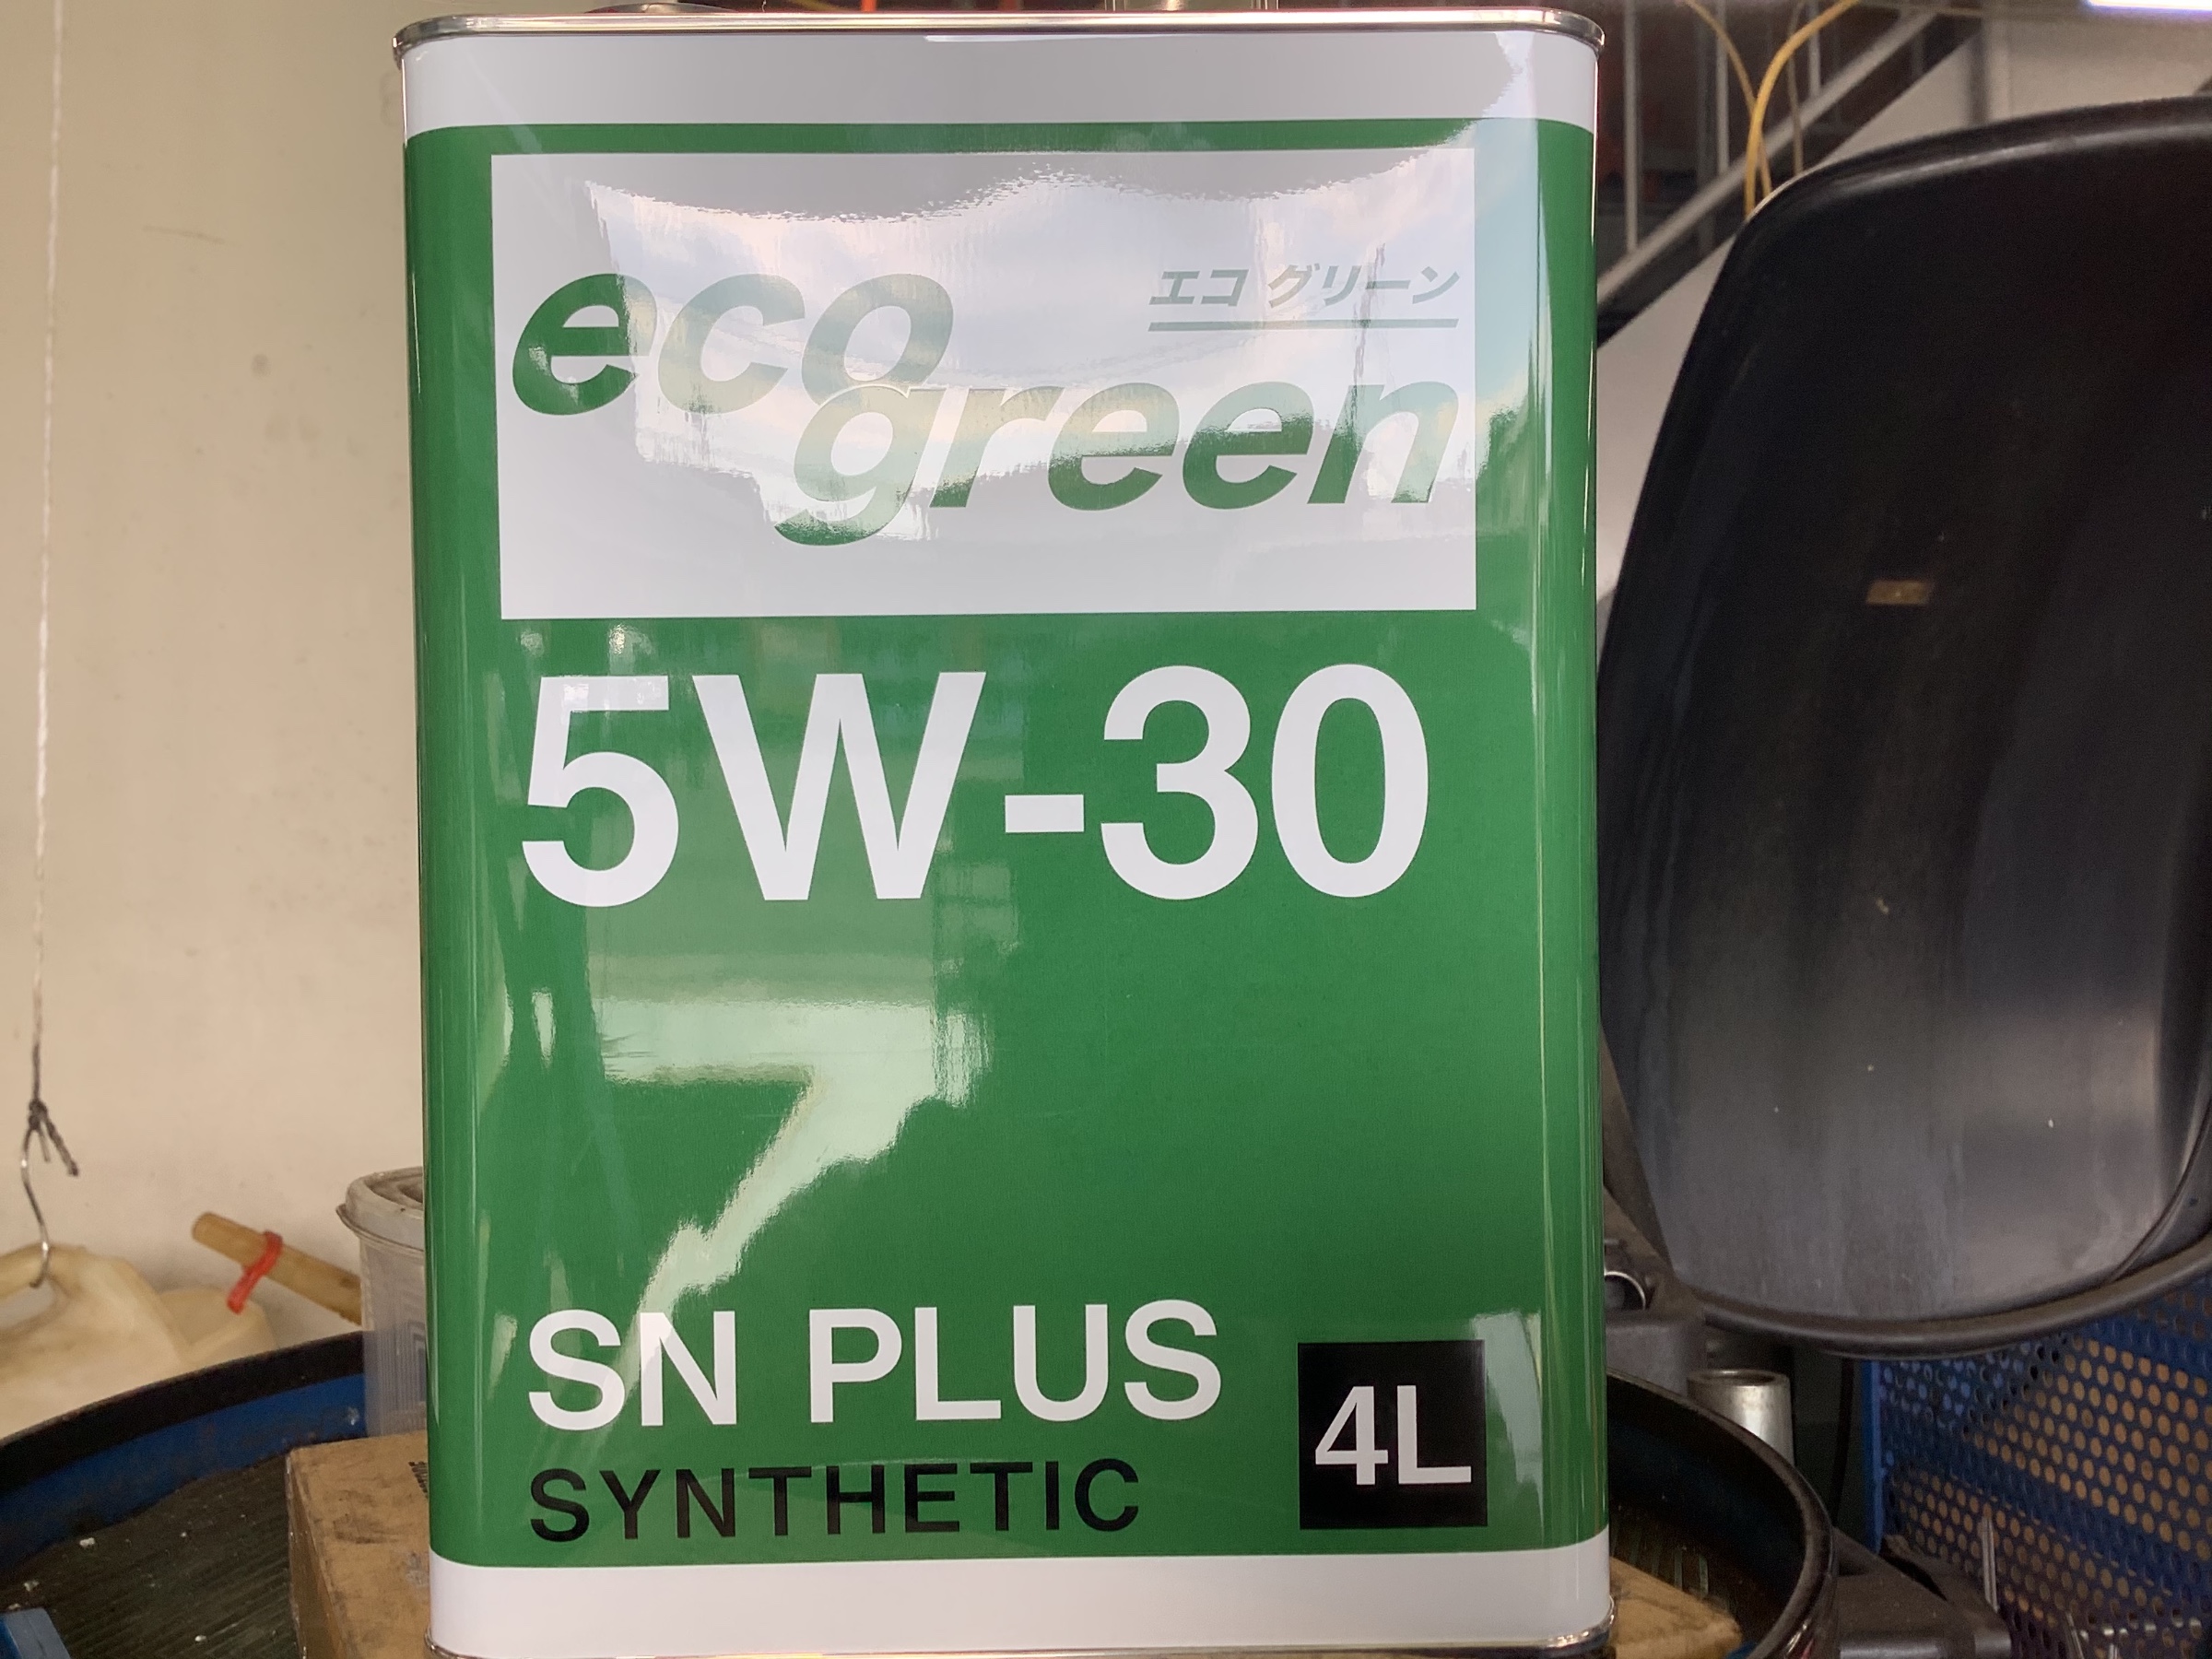 eco
エコ グリーン
green
5W-30
SN PLUS
SYNTHETIC
4L